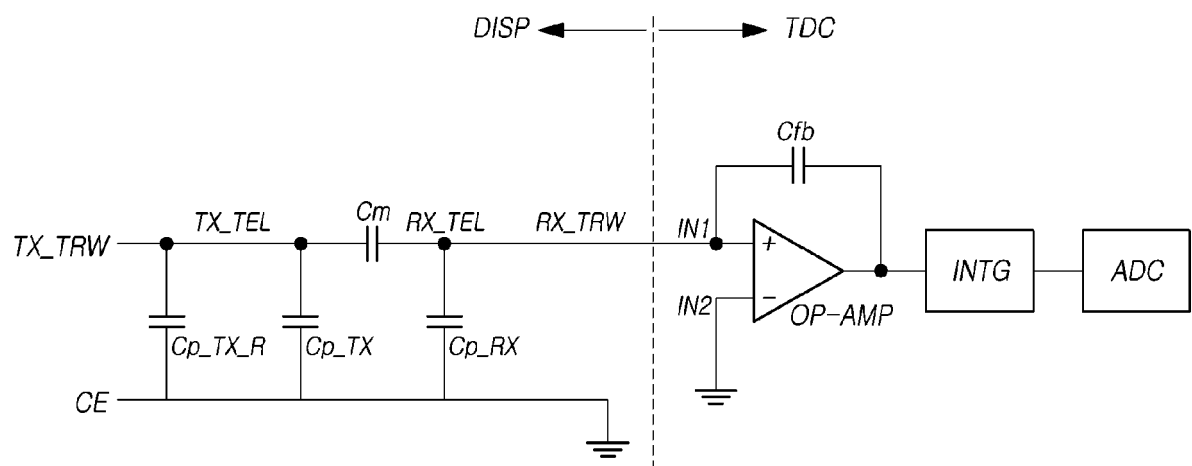 DISP TDC
Cfb
TX_TRW TX_TEL Cm RX_TEL RX_TRW IN1 +
IN2 − OP-AMP INTG ADC
Cp_TX_R Cp_TX Cp_RX
CE